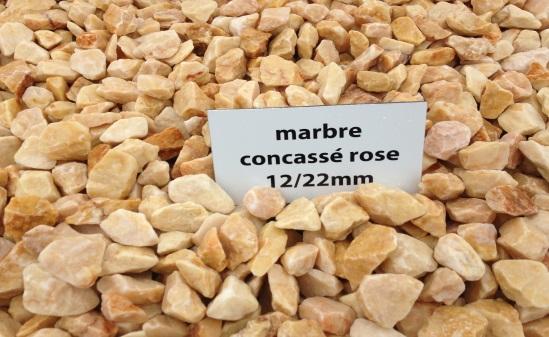 marbre
concassé rose
12/22mm